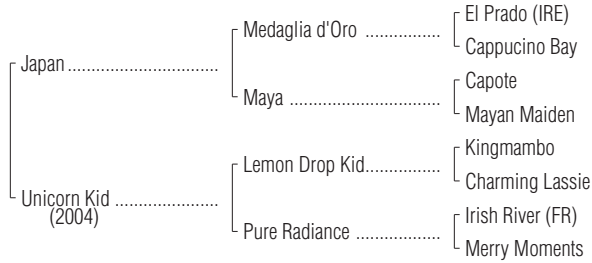 El Prado (IRE)
Medaglia d'Oro ................
Cappucino Bay
Japan................................
Capote
Maya ................................
Mayan Maiden
Kingmambo
Lemon Drop Kid................
Charming Lassie
Unicorn Kid ......................
(2004)
Irish River (FR)
Pure Radiance ..................
Merry Moments